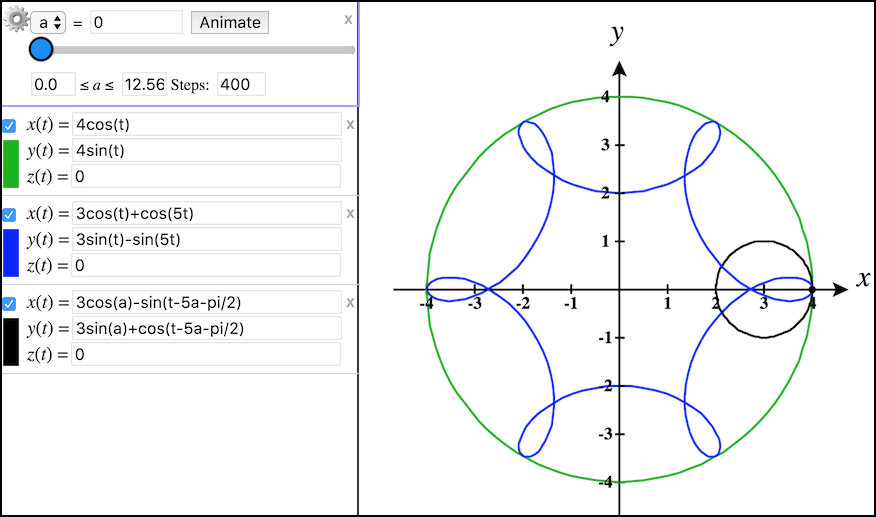 a = 0 Animate x
0.0 ≤ a ≤ 12.56 Steps: 400
x(t) = 4cos(t) x
y(t) = 4sin(t)
z(t) = 0
x(t) = 3cos(t)+cos(5t) x
y(t) = 3sin(t)-sin(5t)
z(t) = 0
x(t) = 3cos(a)-sin(t-5a-pi/2) x
y(t) = 3sin(a)+cos(t-5a-pi/2)
z(t) = 0
y
4
3
2
1
-4 -3 -2 -1 1 2 3 4 x
-1
-2
-3
-4